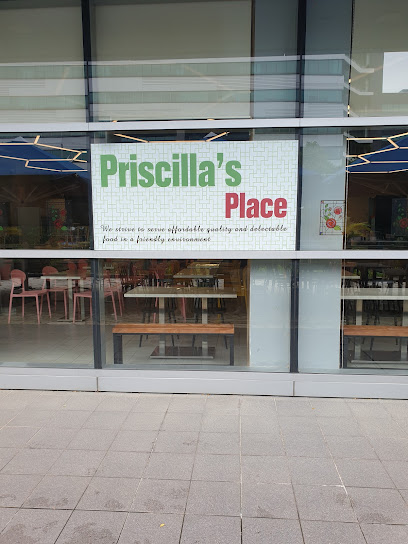 Priscilla's
Place
We strive to serve affordable quality and delectable
food in a friendly environment